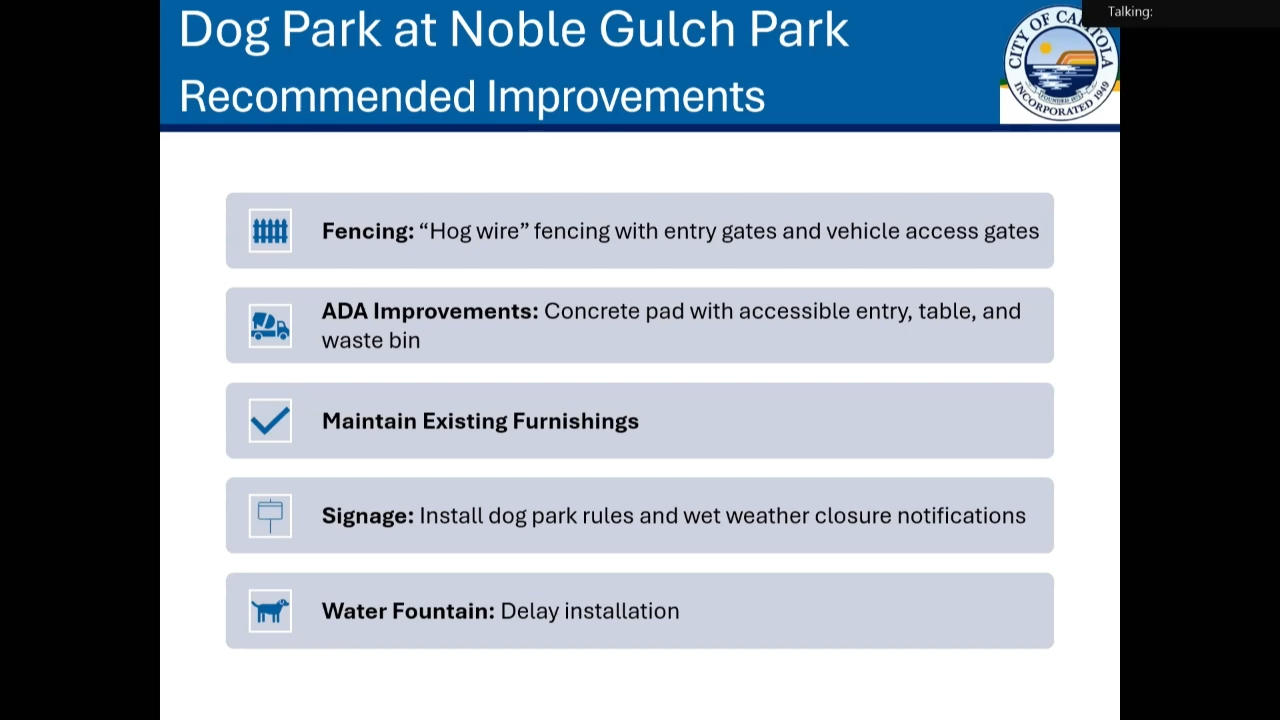 Talking:
Dog Park at Noble Gulch Park
Recommended Improvements
CITY OF CAPITOLA
INCORPORATED 1949
Fencing: “Hog wire” fencing with entry gates and vehicle access gates
ADA Improvements: Concrete pad with accessible entry, table, and
waste bin
Maintain Existing Furnishings
Signage: Install dog park rules and wet weather closure notifications
Water Fountain: Delay installation